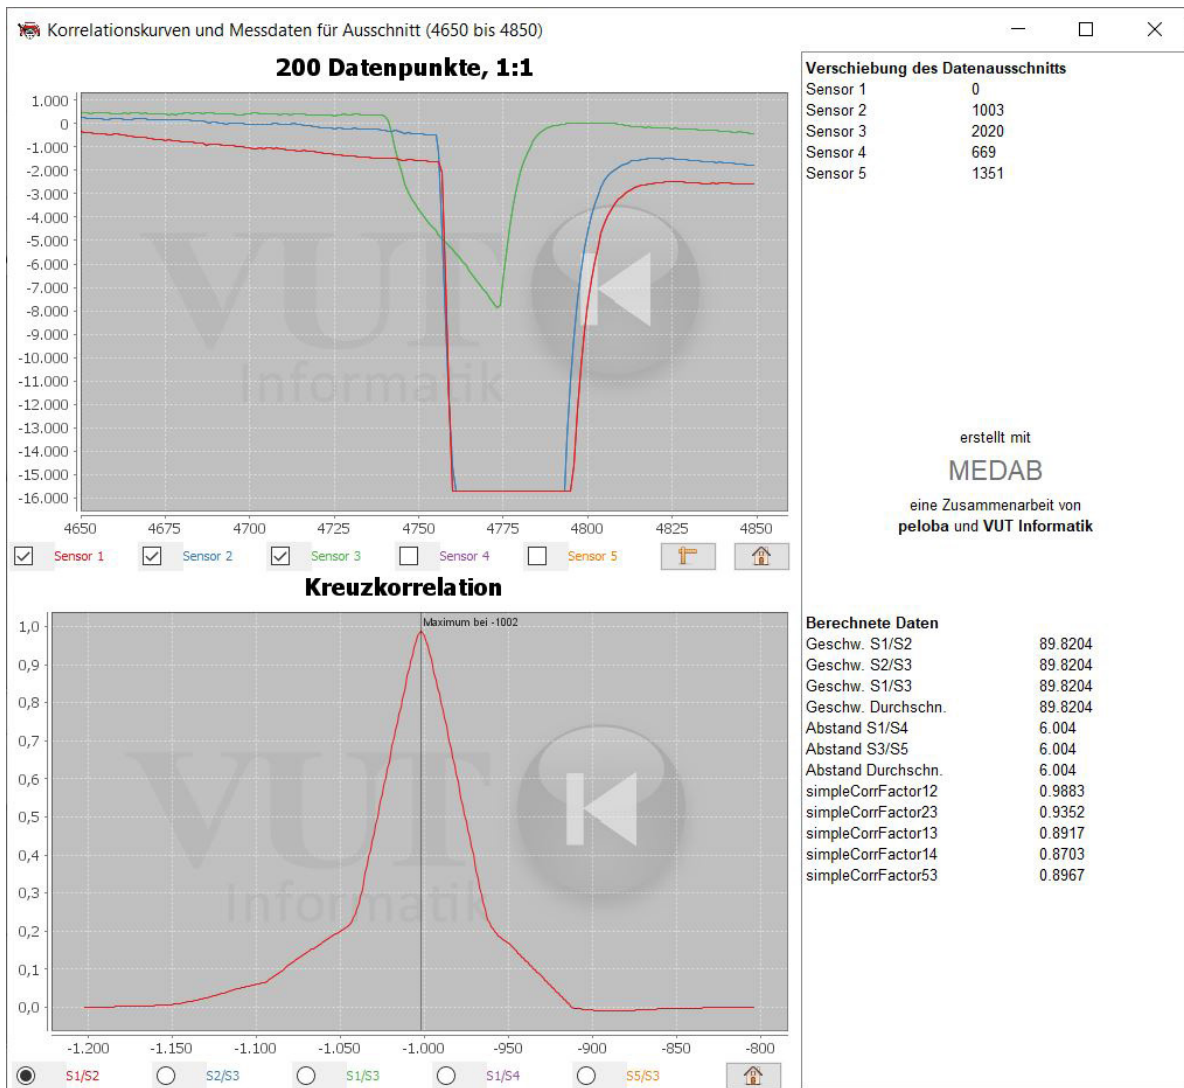 Korrelationskurven und Messdaten für Ausschnitt (4650 bis 4850)
200 Datenpunkte, 1:1
1.000
0
-1.000
-2.000
-3.000
-4.000
-5.000
-6.000
-7.000
-8.000
-9.000
-10.000
-11.000
-12.000
-13.000
-14.000
-15.000
-16.000
VUT
Informatik
4650 4675 4700 4725 4750 4775 4800 4825 4850
Sensor 1 Sensor 2 Sensor 3 Sensor 4 Sensor 5
Kreuzkorrelation
Maximum bei -1002
1,0
0,9
0,8
0,7
0,6
0,5
0,4
0,3
0,2
0,1
0,0
VUT
Informatik
-1.200 -1.150 -1.100 -1.050 -1.000 -950 -900 -850 -800
S1/S2 S2/S3 S1/S3 S1/S4 S5/S3
Verschiebung des Datenausschnitts
Sensor 1 0
Sensor 2 1003
Sensor 3 2020
Sensor 4 669
Sensor 5 1351
erstellt mit
MEDAB
eine Zusammenarbeit von
peloba und VUT Informatik
Berechnete Daten
Geschw. S1/S2 89.8204
Geschw. S2/S3 89.8204
Geschw. S1/S3 89.8204
Geschw. Durchschn. 89.8204
Abstand S1/S4 6.004
Abstand S3/S5 6.004
Abstand Durchschn. 6.004
simpleCorrFactor12 0.9883
simpleCorrFactor23 0.9352
simpleCorrFactor13 0.8917
simpleCorrFactor14 0.8703
simpleCorrFactor53 0.8967